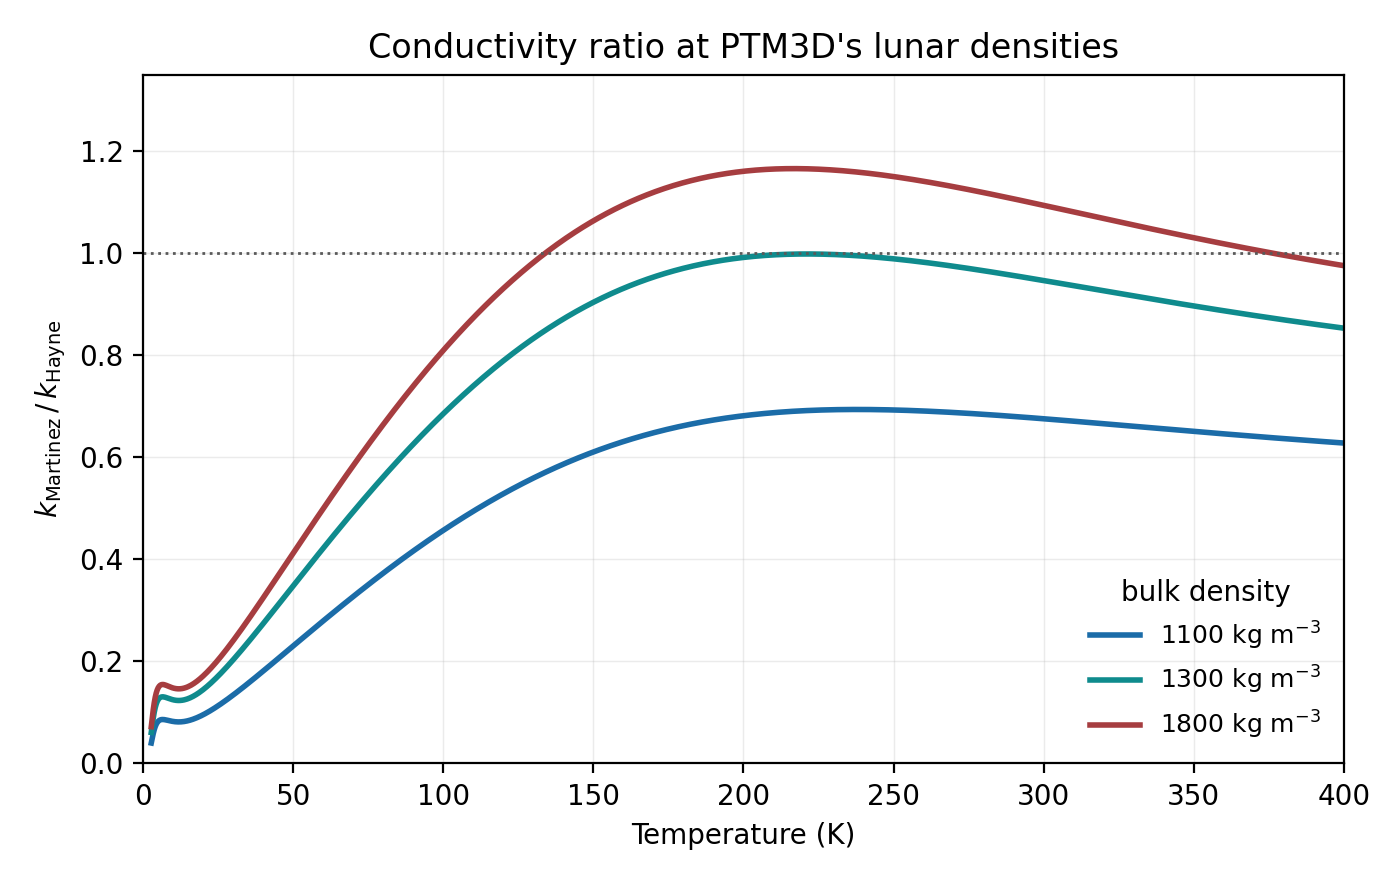 Conductivity ratio at PTM3D's lunar densities
1.2
1.0
0.8
0.6
0.4
0.2
0.0
k_Martinez / k_Hayne
bulk density
1100 kg m⁻³
1300 kg m⁻³
1800 kg m⁻³
0 50 100 150 200 250 300 350 400
Temperature (K)